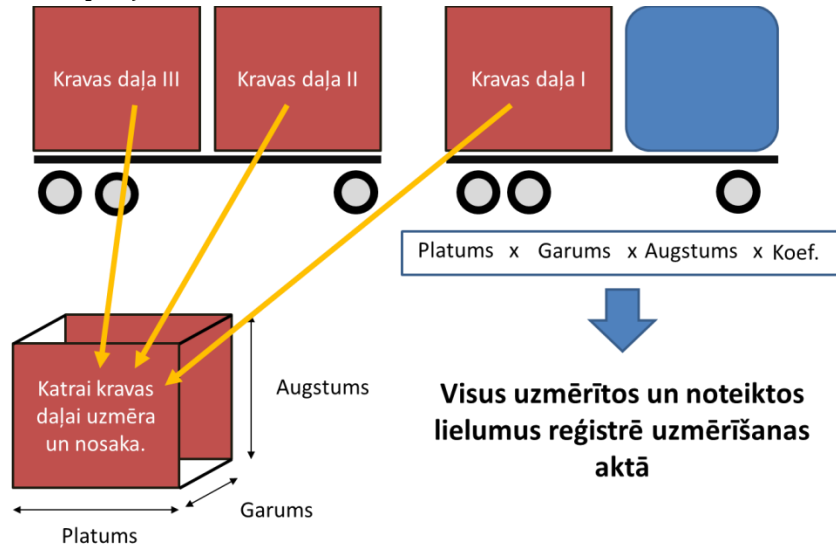 Kravas daļa III
Kravas daļa II
Kravas daļa I
Platums x Garums x Augstums x Koef.
Katrai kravas
daļai uzmēra
un nosaka.
Augstums
Garums
Platums
Visus uzmērītos un noteiktos
lielumus reģistrē uzmērīšanas
aktā